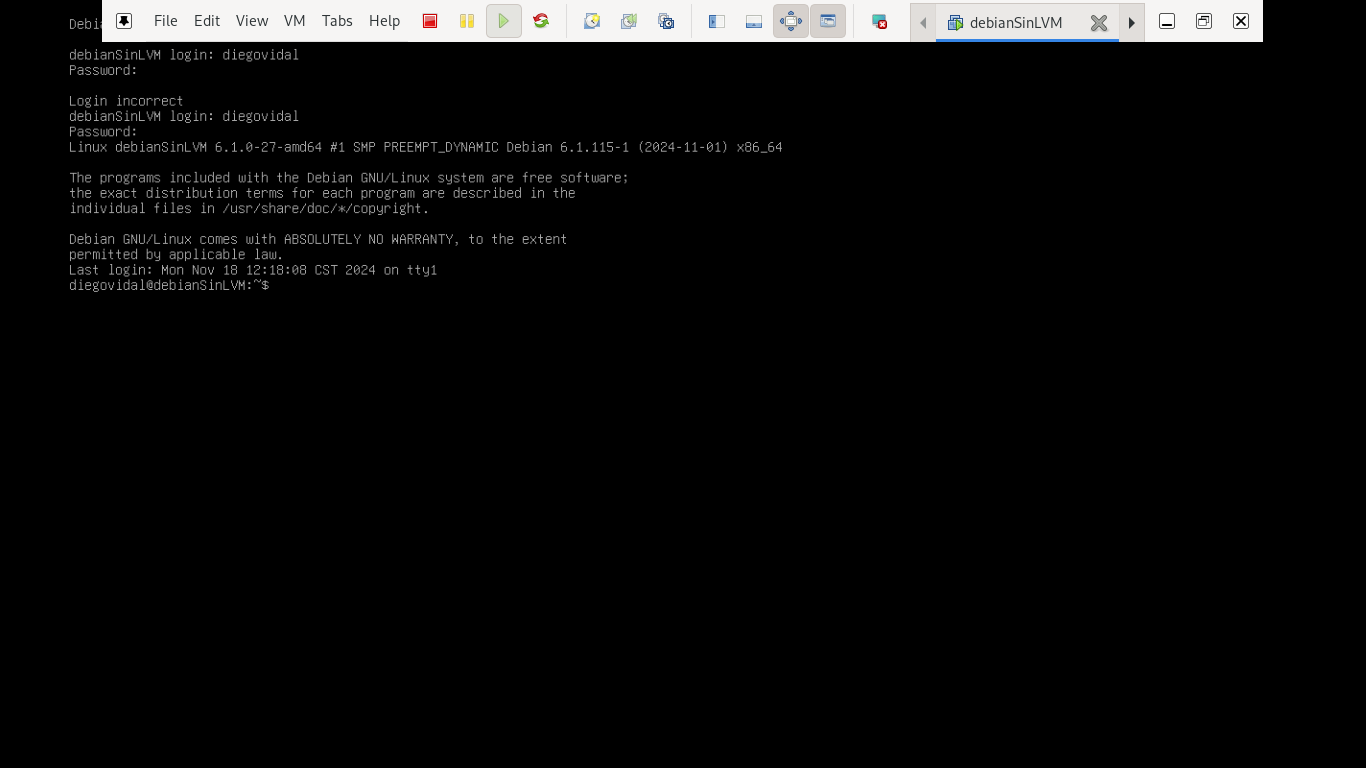 File Edit View VM Tabs Help debianSinLVM
Debi
debianSinLVM login: diegovidal
Password:
Login incorrect
debianSinLVM login: diegovidal
Password:
Linux debianSinLVM 6.1.0-27-amd64 #1 SMP PREEMPT_DYNAMIC Debian 6.1.115-1 (2024-11-01) x86_64
The programs included with the Debian GNU/Linux system are free software;
the exact distribution terms for each program are described in the
individual files in /usr/share/doc/*/copyright.
Debian GNU/Linux comes with ABSOLUTELY NO WARRANTY, to the extent
permitted by applicable law.
Last login: Mon Nov 18 12:18:08 CST 2024 on tty1
diegovidal@debianSinLVM:~$